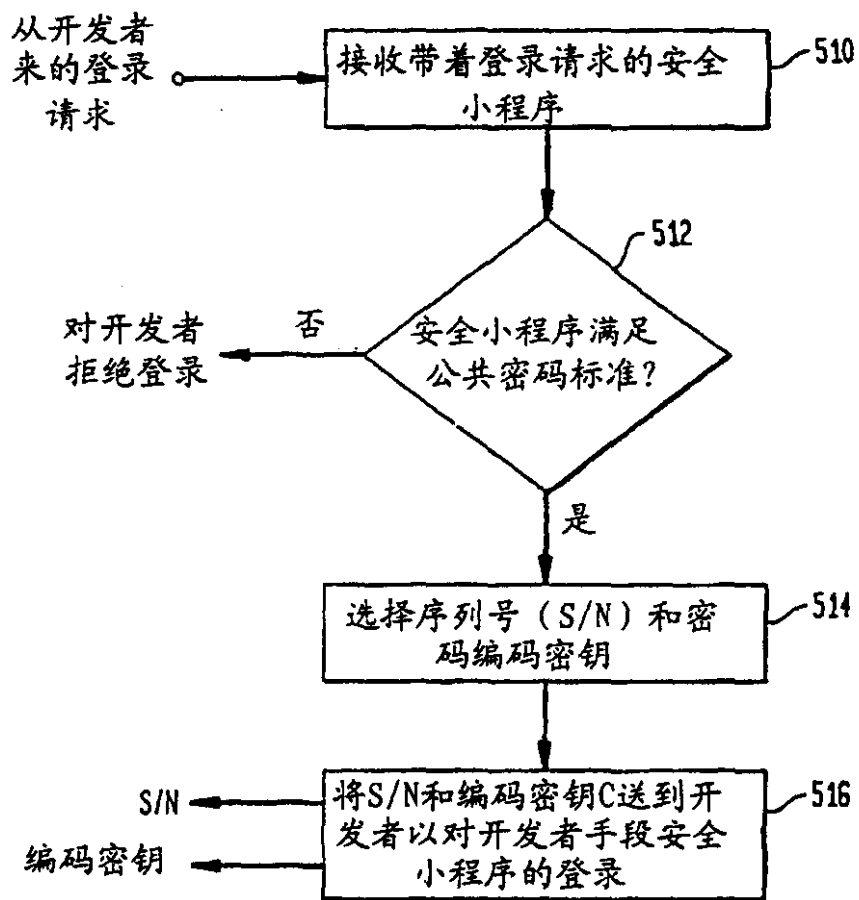 从开发者
来的登录
请求
接收带着登录请求的安全
小程序
510
512
安全小程序满足
公共密码标准?
否
对开发者
拒绝登录
是
选择序列号(S/N)和密
码编码密钥
514
将S/N和编码密钥C送到开
发者以对开发者手段安全
小程序的登录
516
S/N
编码密钥